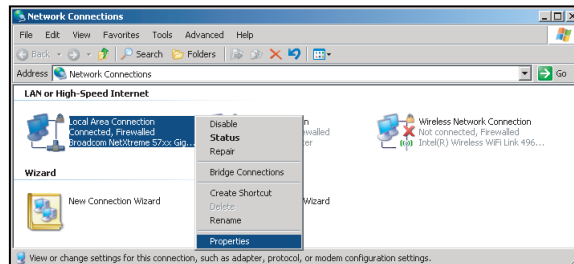 Network Connections
File Edit View Favorites Tools Advanced Help
Back Search Folders
Address Network Connections Go
LAN or High-Speed Internet
Local Area Connection
Connected, Firewalled
Broadcom NetXtreme 57xx Gig...
Disable
Status
Repair
Bridge Connections
Create Shortcut
Delete
Rename
Properties
n
ewalled
ter
Wireless Network Connection
Not connected, Firewalled
Intel(R) Wireless WiFi Link 496...
Wizard
New Connection Wizard
Wizard
View or change settings for this connection, such as adapter, protocol, or modem configuration settings.